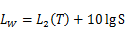 L_W = L_2(T) + 10 lg S